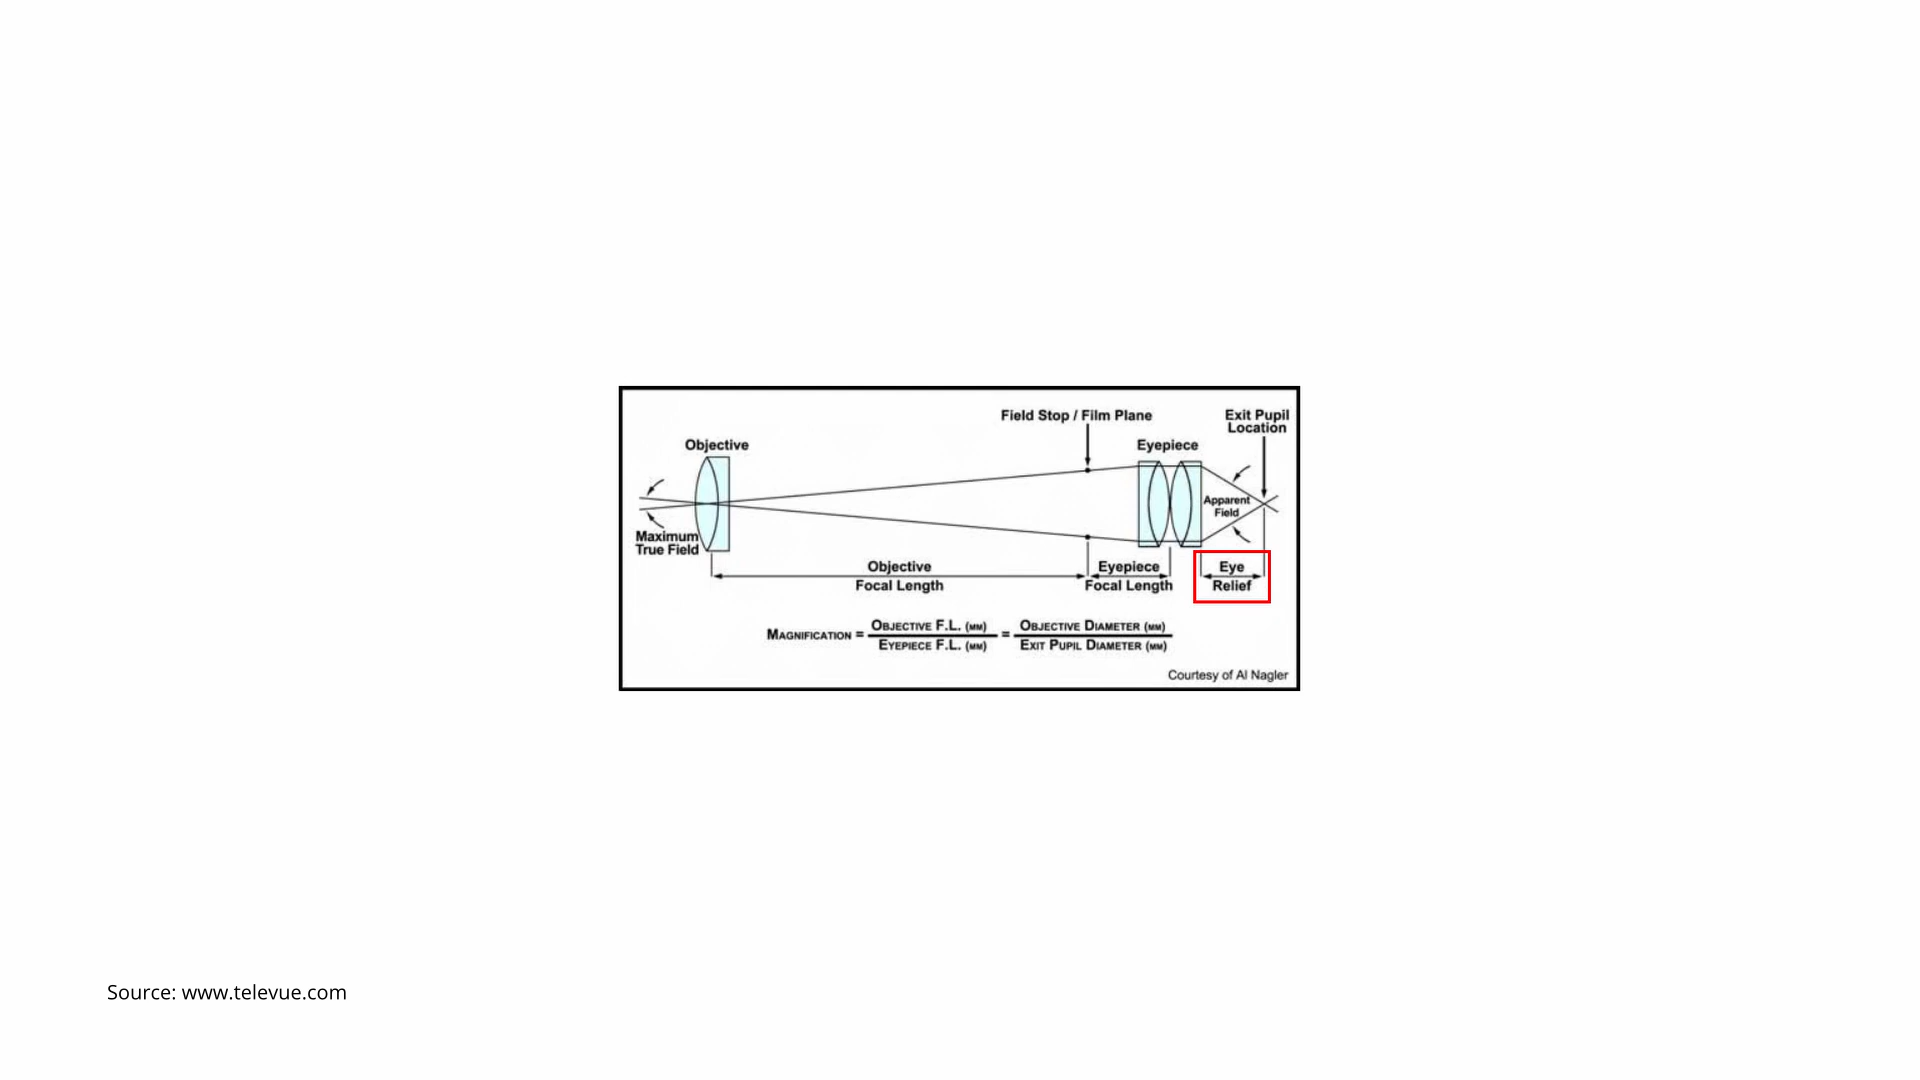 Field Stop / Film Plane
Exit Pupil
Location
Objective
Eyepiece
Apparent
Field
Maximum
True Field
Objective
Focal Length
Eyepiece
Focal Length
Eye
Relief
MAGNIFICATION = OBJECTIVE F.L. (MM) / EYEPIECE F.L. (MM) = OBJECTIVE DIAMETER (MM) / EXIT PUPIL DIAMETER (MM)
Courtesy of Al Nagler
Source: www.televue.com